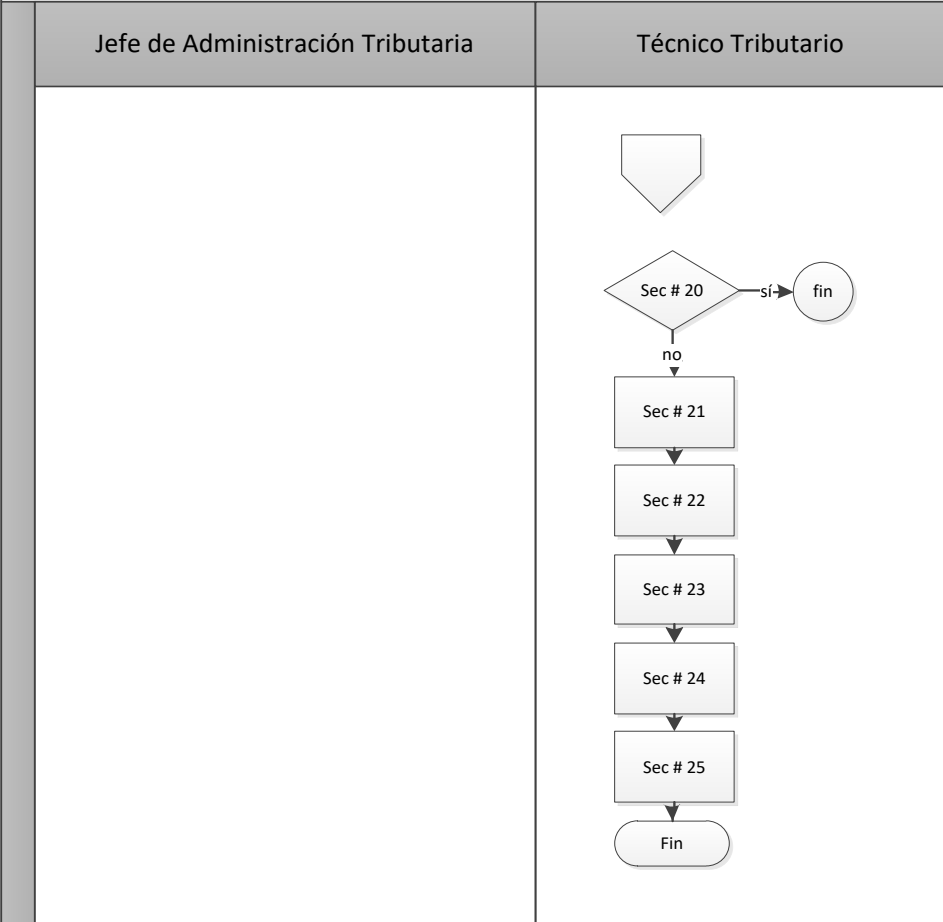 Jefe de Administración Tributaria
Técnico Tributario
Sec # 20
sí
fin
no
Sec # 21
Sec # 22
Sec # 23
Sec # 24
Sec # 25
Fin